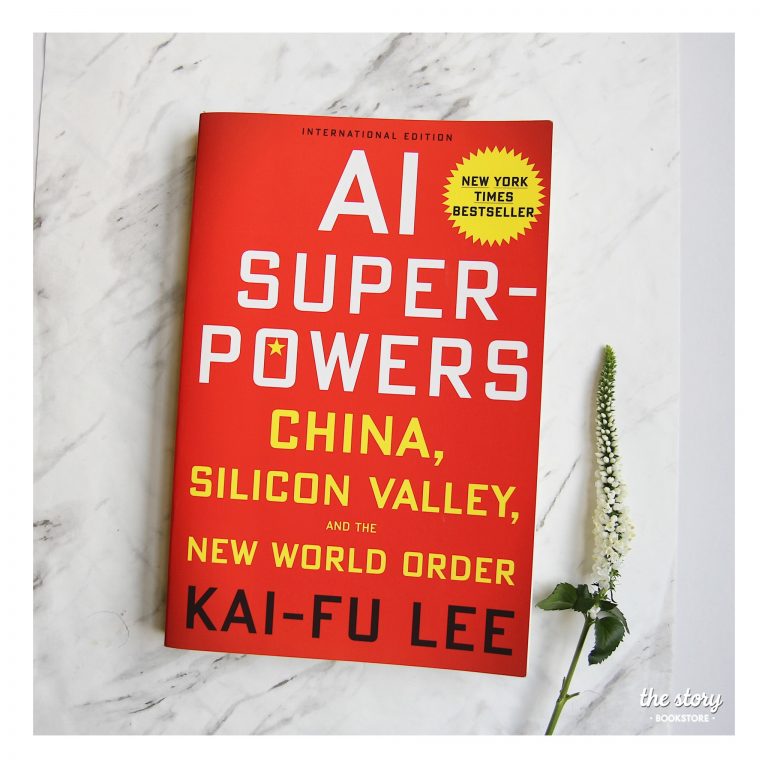 INTERNATIONAL EDITION
AI
NEW YORK
TIMES
BESTSELLER
SUPER-
POWERS
CHINA,
SILICON VALLEY,
AND THE
NEW WORLD ORDER
KAI-FU LEE
the story
• BOOKSTORE •